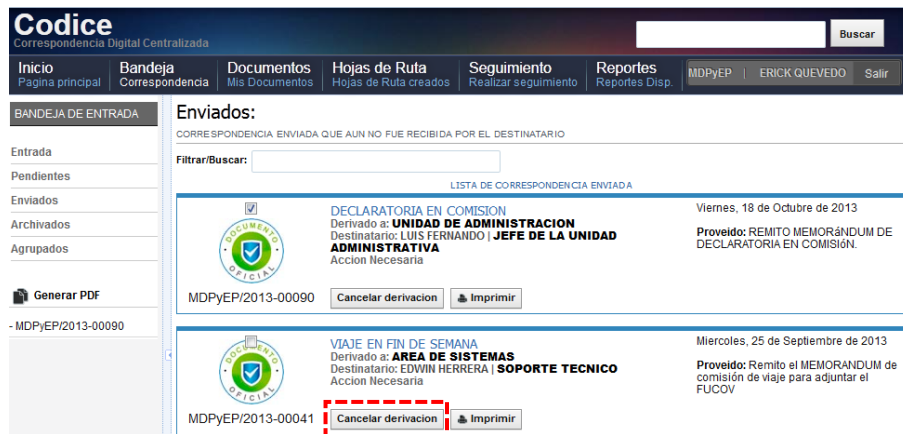 Codice
Correspondencia Digital Centralizada
Buscar
Inicio
Pagina principal
Bandeja
Correspondencia
Documentos
Mis Documentos
Hojas de Ruta
Hojas de Ruta creados
Seguimiento
Realizar seguimiento
Reportes
Reportes Disp.
MDPyEP | ERICK QUEVEDO Salir
BANDEJA DE ENTRADA
Entrada
Pendientes
Enviados
Archivados
Agrupados
Generar PDF
- MDPyEP/2013-00090
Enviados:
CORRESPONDENCIA ENVIADA QUE AUN NO FUE RECIBIDA POR EL DESTINATARIO
Filtrar/Buscar:
LISTA DE CORRESPONDENCIA ENVIADA
DOCUMENTO
OFICIAL
MDPyEP/2013-00090
DECLARATORIA EN COMISION
Derivado a: UNIDAD DE ADMINISTRACION
Destinatario: LUIS FERNANDO | JEFE DE LA UNIDAD
ADMINISTRATIVA
Accion Necesaria
Cancelar derivacion
Imprimir
Viernes, 18 de Octubre de 2013
Proveido: REMITO MEMORáNDUM DE
DECLARATORIA EN COMISIóN.
DOCUMENTO
OFICIAL
MDPyEP/2013-00041
VIAJE EN FIN DE SEMANA
Derivado a: AREA DE SISTEMAS
Destinatario: EDWIN HERRERA | SOPORTE TECNICO
Accion Necesaria
Cancelar derivacion
Imprimir
Miercoles, 25 de Septiembre de 2013
Proveido: Remito el MEMORANDUM de
comisión de viaje para adjuntar el
FUCOV